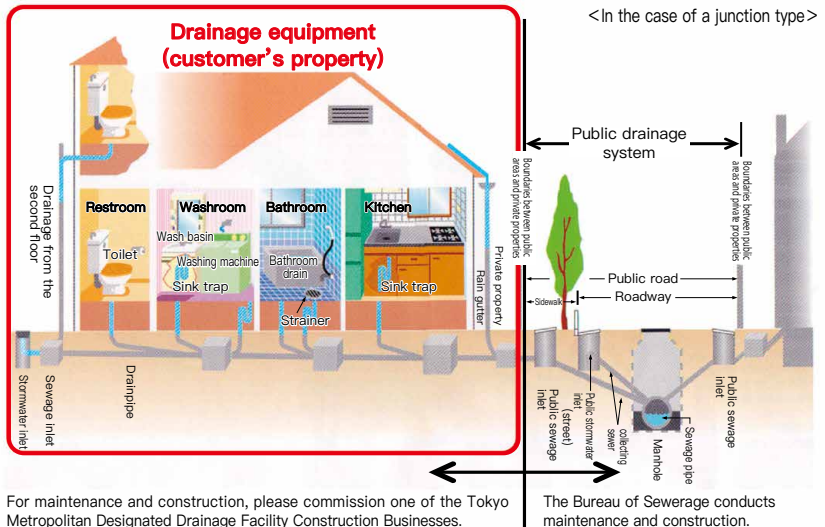 <In the case of a junction type>
Drainage equipment
(customer's property)
Public drainage
system
Boundaries between public
areas and private properties
Boundaries between public
areas and private properties
Drainage from the
second floor
Restroom
Washroom
Bathroom
Kitchen
Toilet
Wash basin
Washing machine
Sink trap
Bathroom
drain
Strainer
Sink trap
Private property
Rain gutter
Public road
Sidewalk
Roadway
Stormwater inlet
Sewage inlet
Drainpipe
Public sewage
inlet
Public stormwater
inlet
(street)
collecting
sewer
Manhole
Sewage pipe
Public sewage
inlet
For maintenance and construction, please commission one of the Tokyo
Metropolitan Designated Drainage Facility Construction Businesses.
The Bureau of Sewerage conducts
maintenance and construction.